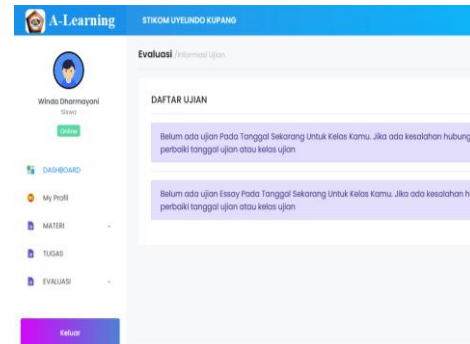 A-Learning
STIKOM UYELINDO KUPANG
Winda Dharmayani
Siswa
Online
DASHBOARD
My Profil
MATERI
TUGAS
EVALUASI
Keluar
Evaluasi /Informasi Ujian
DAFTAR UJIAN
Belum ada ujian Pada Tanggal Sekarang Untuk Kelas Kamu. Jika ada kesalahan hubung
perbaiki tanggal ujian atau kelas ujian
Belum ada ujian Essay Pada Tanggal Sekarang Untuk Kelas Kamu. Jika ada kesalahan h
perbaiki tanggal ujian atau kelas ujian